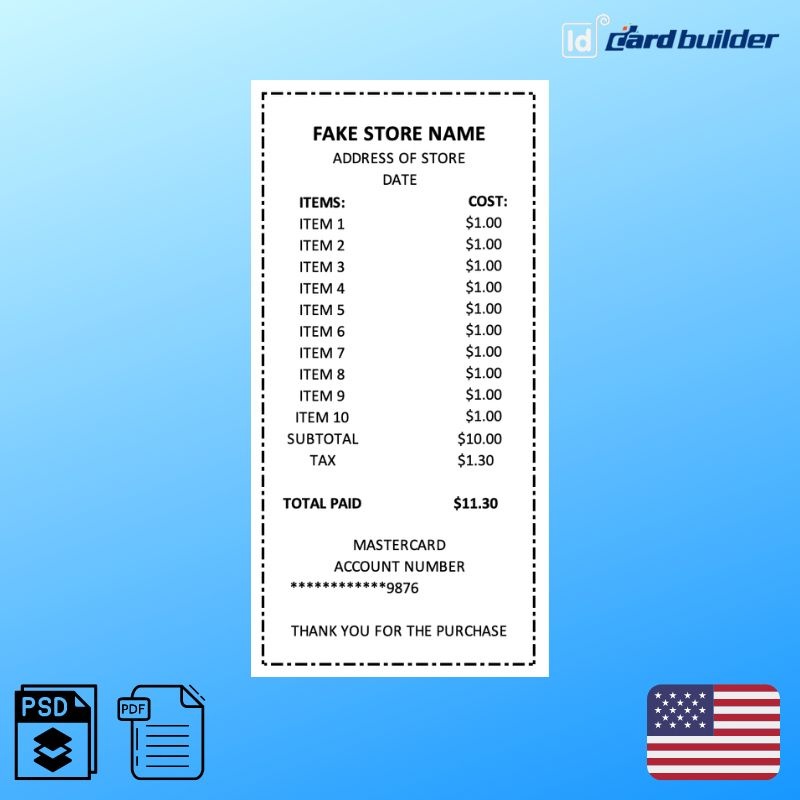 Id Card builder
FAKE STORE NAME
ADDRESS OF STORE
DATE
ITEMS: COST:
ITEM 1 $1.00
ITEM 2 $1.00
ITEM 3 $1.00
ITEM 4 $1.00
ITEM 5 $1.00
ITEM 6 $1.00
ITEM 7 $1.00
ITEM 8 $1.00
ITEM 9 $1.00
ITEM 10 $1.00
SUBTOTAL $10.00
TAX $1.30
TOTAL PAID $11.30
MASTERCARD
ACCOUNT NUMBER
************9876
THANK YOU FOR THE PURCHASE
PSD PDF